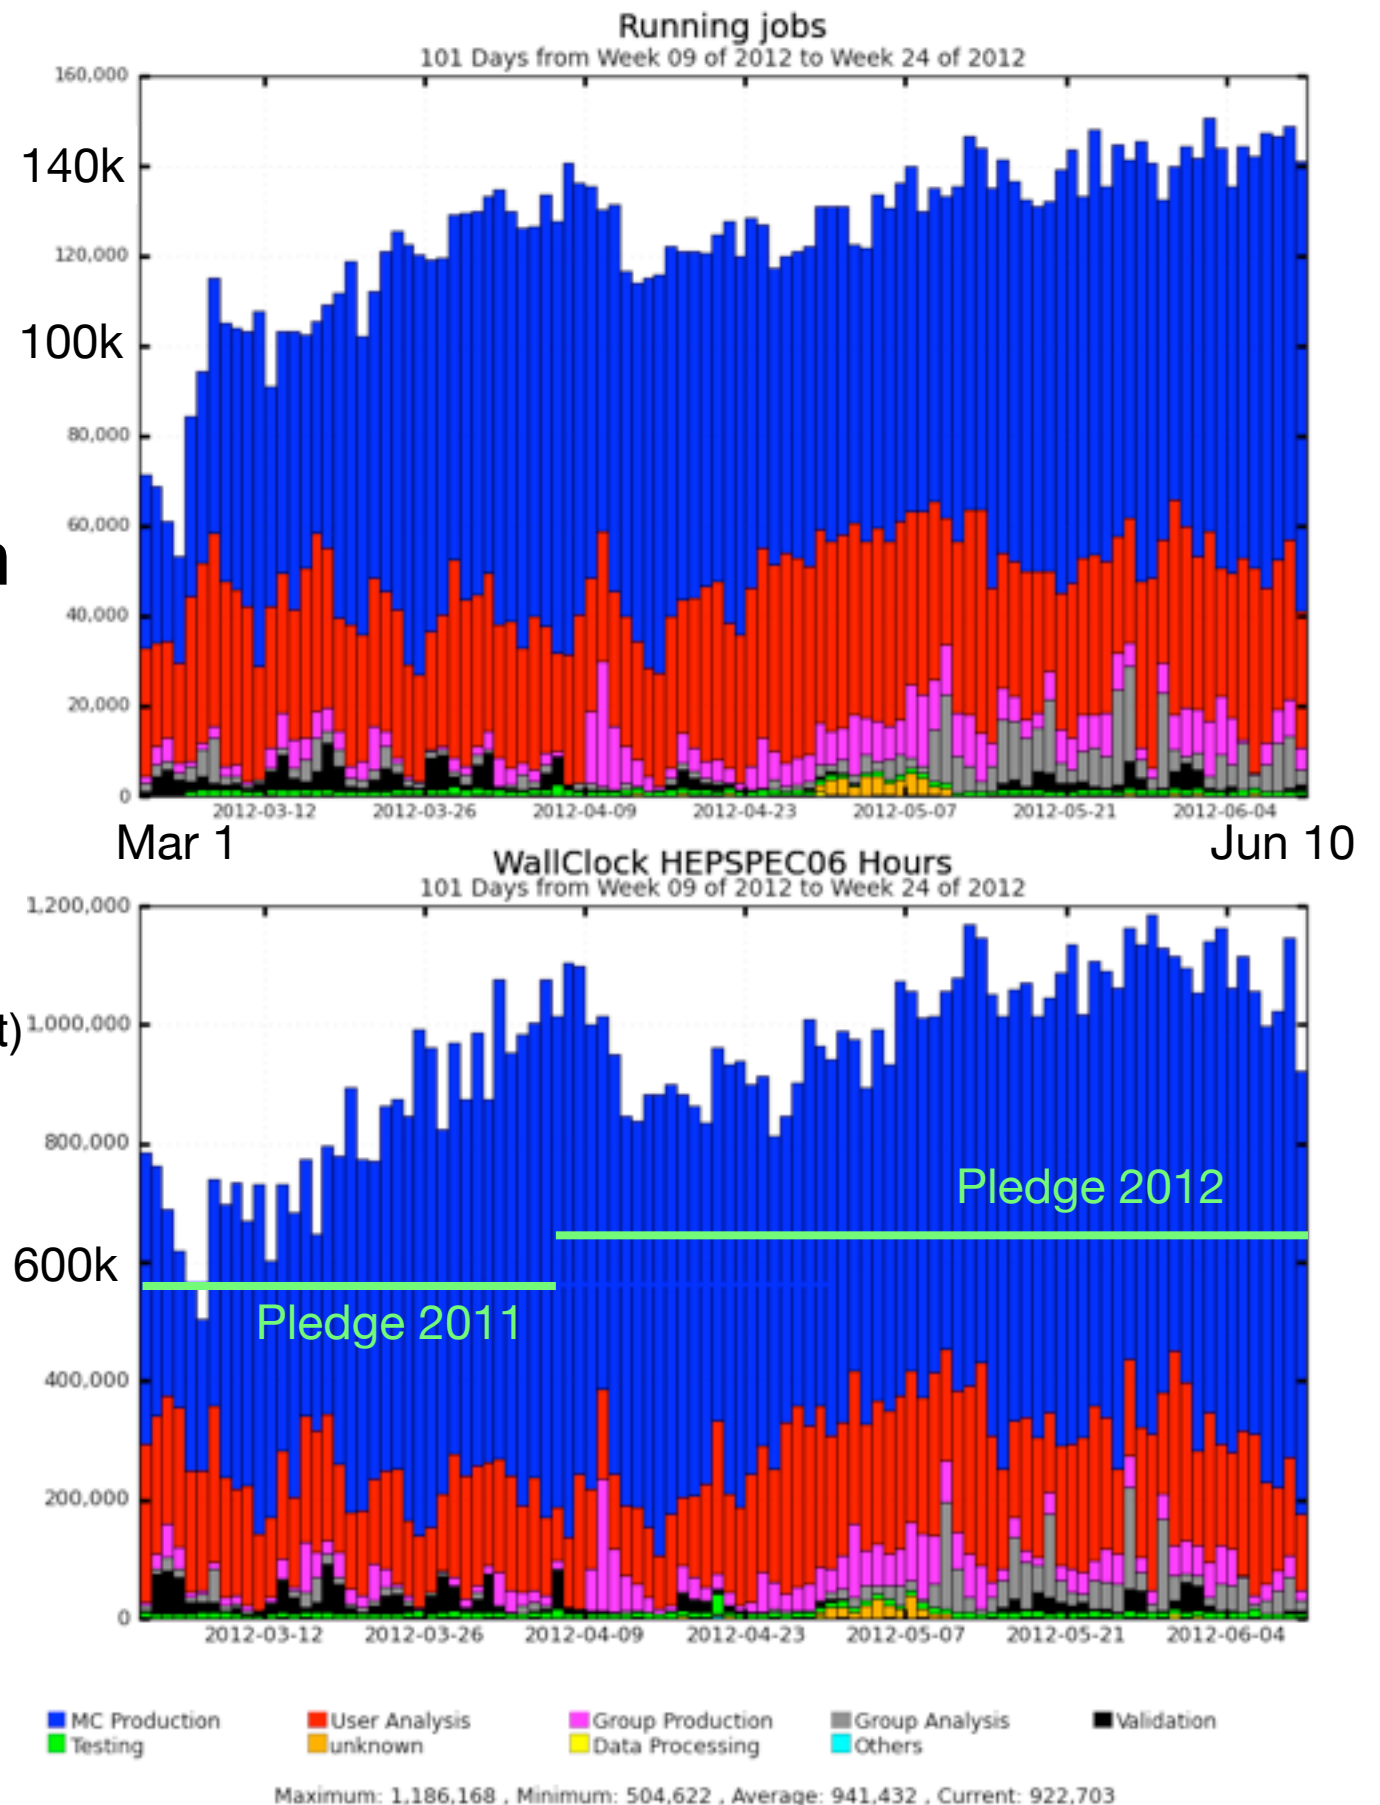 Running jobs
101 Days from Week 09 of 2012 to Week 24 of 2012
160,000
140k
120,000
100k
80,000
60,000
40,000
20,000
0
2012-03-12 2012-03-26 2012-04-09 2012-04-23 2012-05-07 2012-05-21 2012-06-04
Mar 1 Jun 10
WallClock HEPSPEC06 Hours
101 Days from Week 09 of 2012 to Week 24 of 2012
1,200,000
t) 1,000,000
800,000
Pledge 2012
600k
Pledge 2011
400,000
200,000
0
2012-03-12 2012-03-26 2012-04-09 2012-04-23 2012-05-07 2012-05-21 2012-06-04
MC Production User Analysis Group Production Group Analysis Validation
Testing unknown Data Processing Others
Maximum: 1,186,168 , Minimum: 504,622 , Average: 941,432 , Current: 922,703